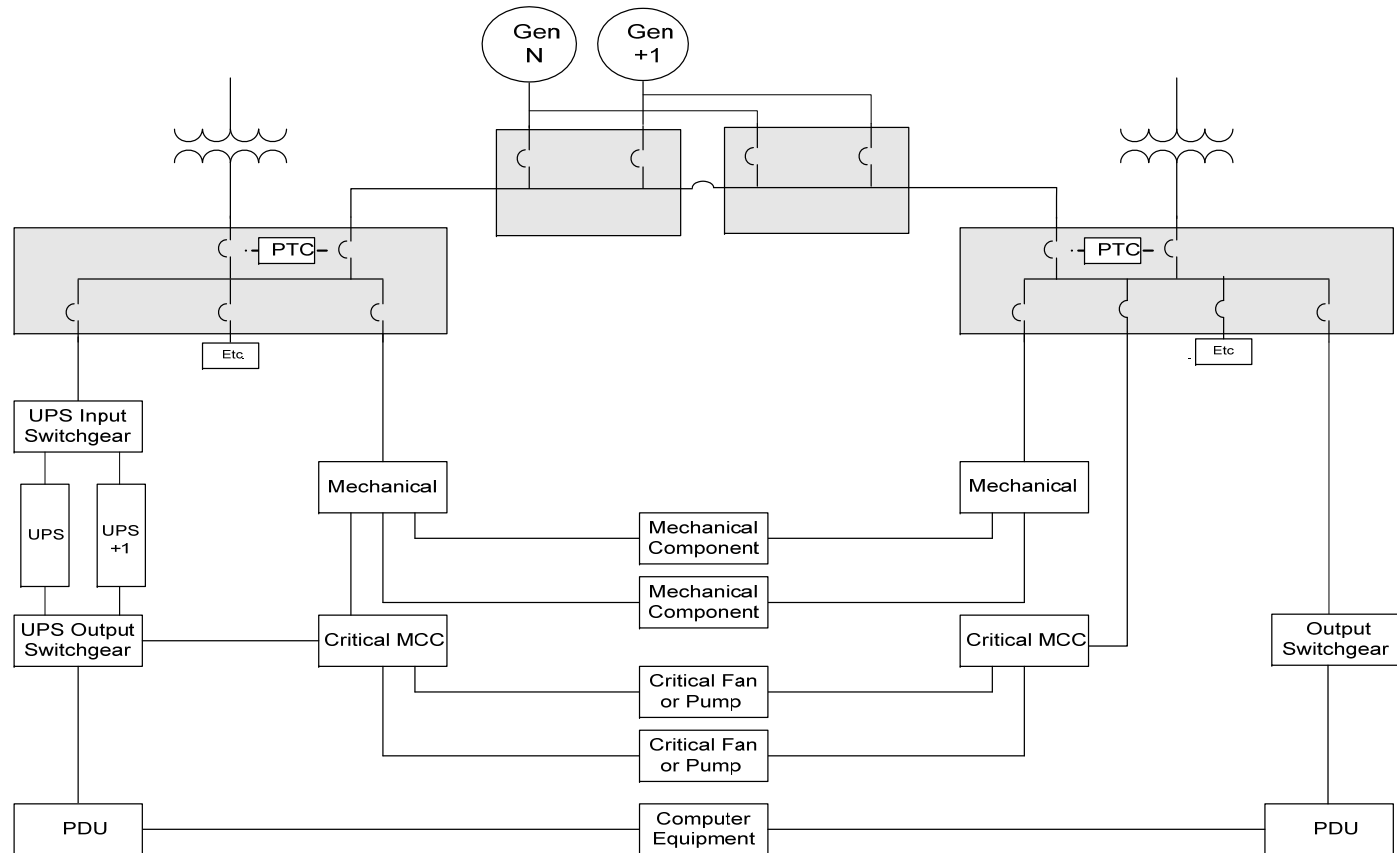 Gen
N
Gen
+1
PTC
PTC
Etc.
Etc
UPS Input
Switchgear
Mechanical
Mechanical
UPS
UPS
+1
Mechanical
Component
Mechanical
Component
UPS Output
Switchgear
Critical MCC
Critical MCC
Output
Switchgear
Critical Fan
or Pump
Critical Fan
or Pump
PDU
Computer
Equipment
PDU